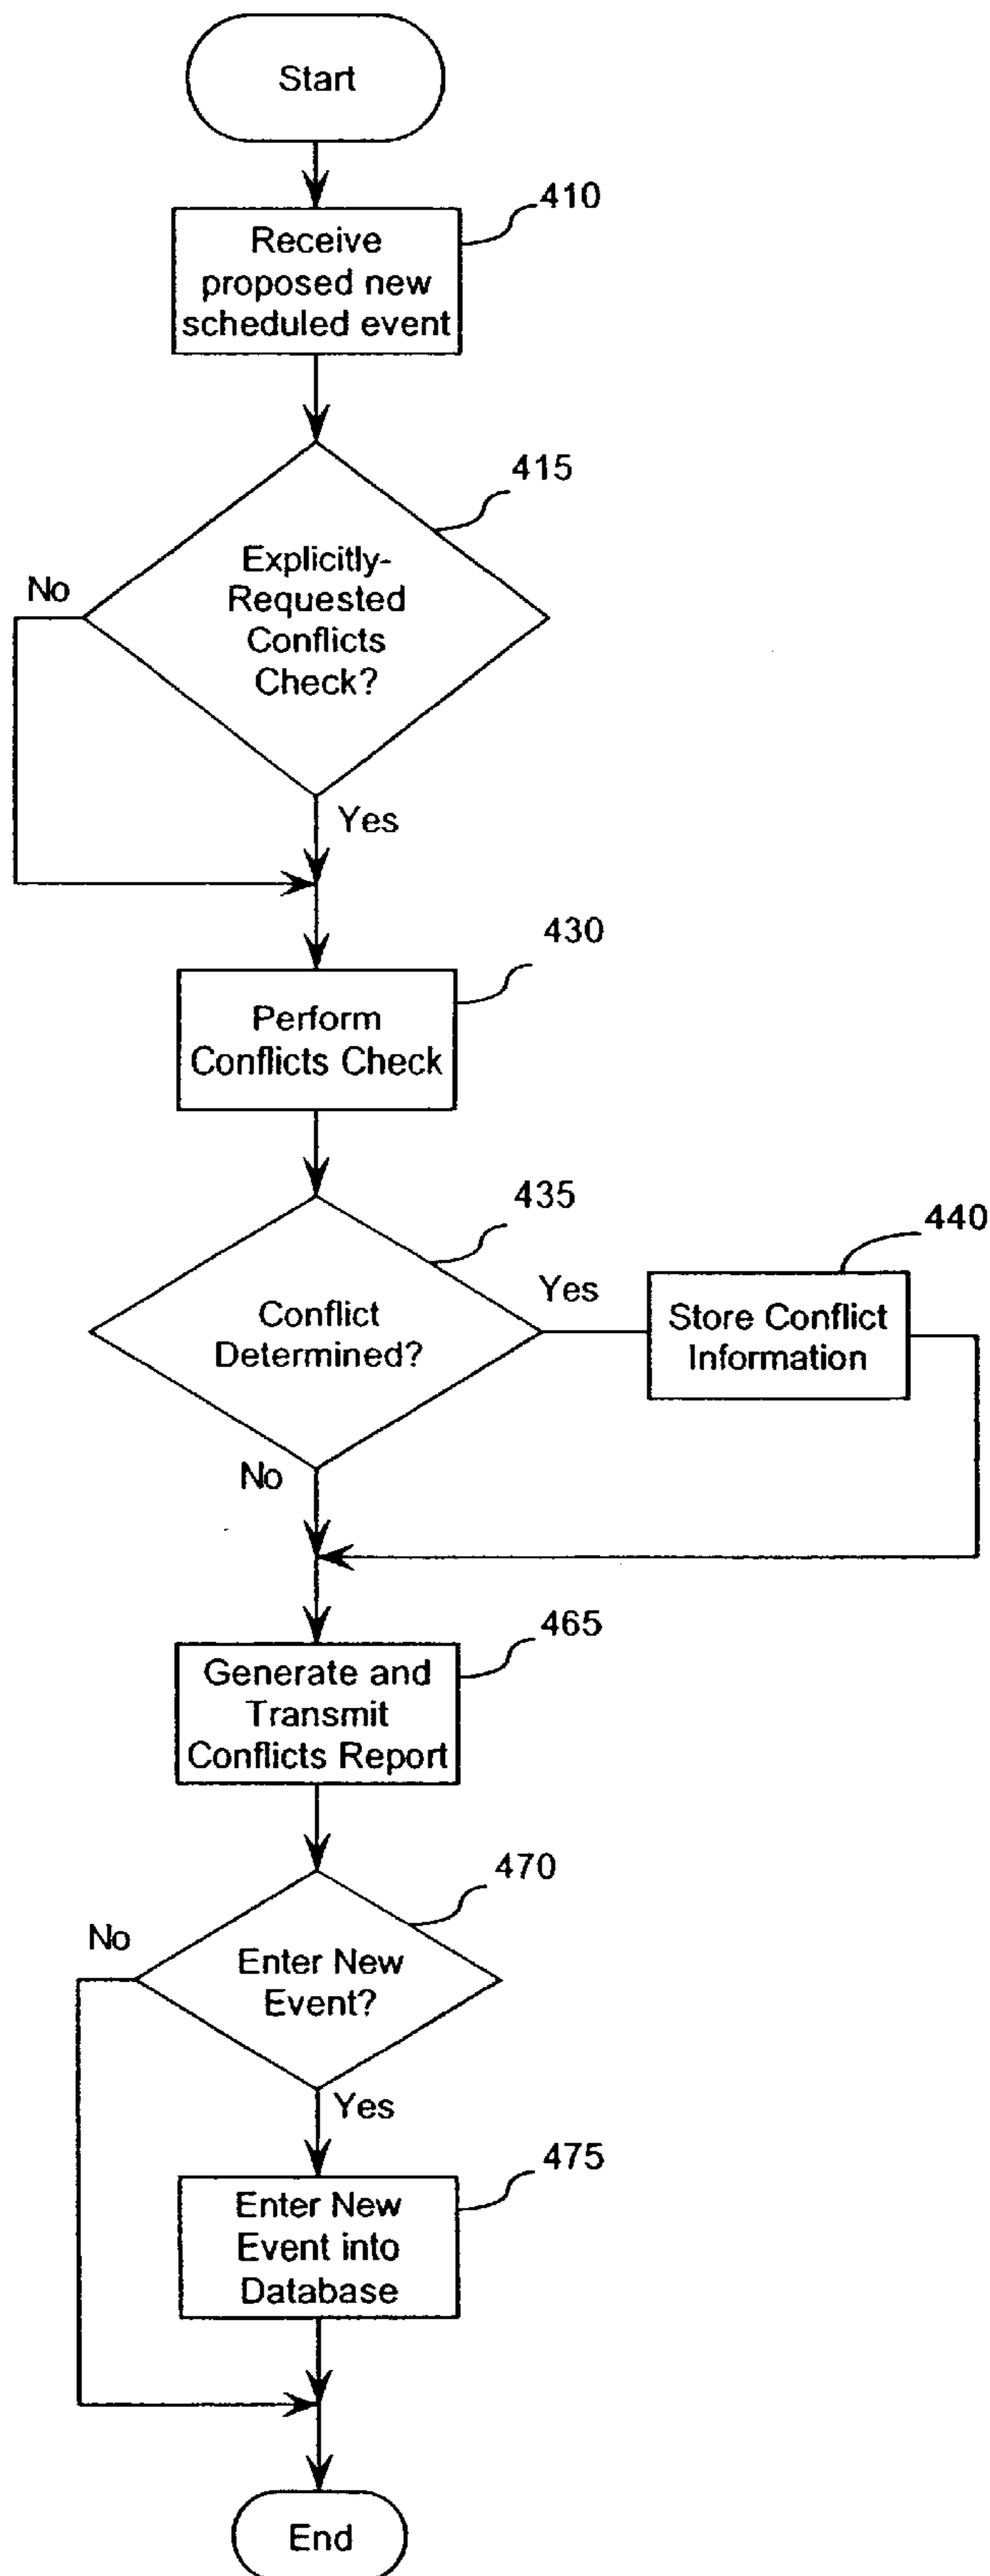 Start
410
Receive
proposed new
scheduled event
415
Explicitly-
Requested
Conflicts
Check?
No
Yes
430
Perform
Conflicts Check
435
Conflict
Determined?
Yes
440
Store Conflict
Information
No
465
Generate and
Transmit
Conflicts Report
470
No
Enter New
Event?
Yes
475
Enter New
Event into
Database
End